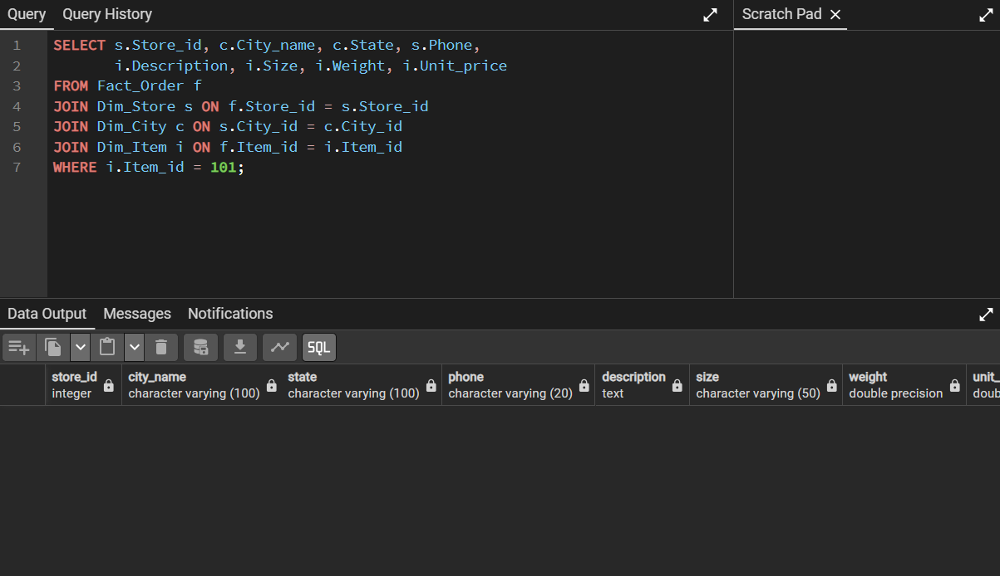 Query Query History
Scratch Pad
1 SELECT s.Store_id, c.City_name, c.State, s.Phone,
2 i.Description, i.Size, i.Weight, i.Unit_price
3 FROM Fact_Order f
4 JOIN Dim_Store s ON f.Store_id = s.Store_id
5 JOIN Dim_City c ON s.City_id = c.City_id
6 JOIN Dim_Item i ON f.Item_id = i.Item_id
7 WHERE i.Item_id = 101;
Data Output Messages Notifications
SQL
store_id city_name state phone description size weight unit_
integer character varying (100) character varying (100) character varying (20) text character varying (50) double precision doub